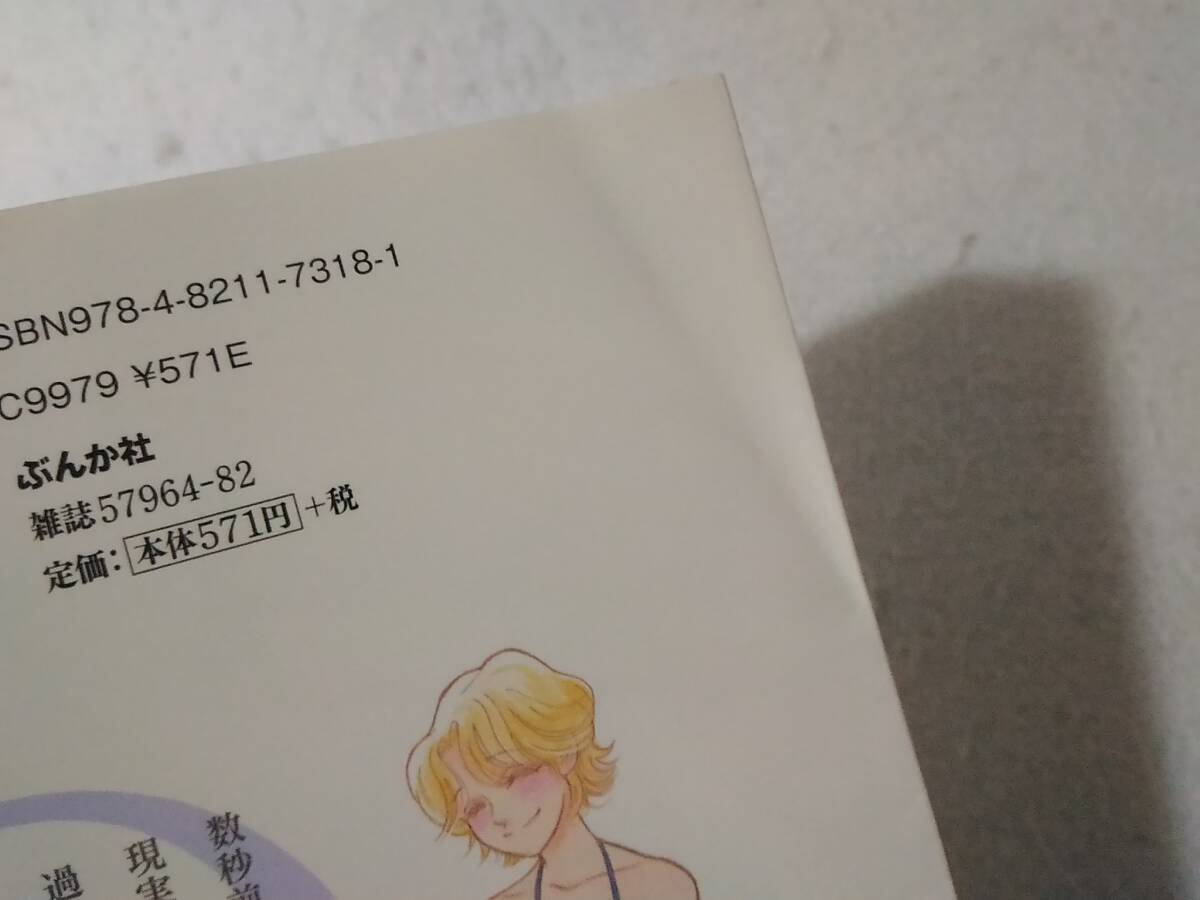 SBN978-4-8211-7318-1
C9979 ¥571E
ぶんか社
雑誌57964-82
定価：本体571円+税
数秒前
現実
過